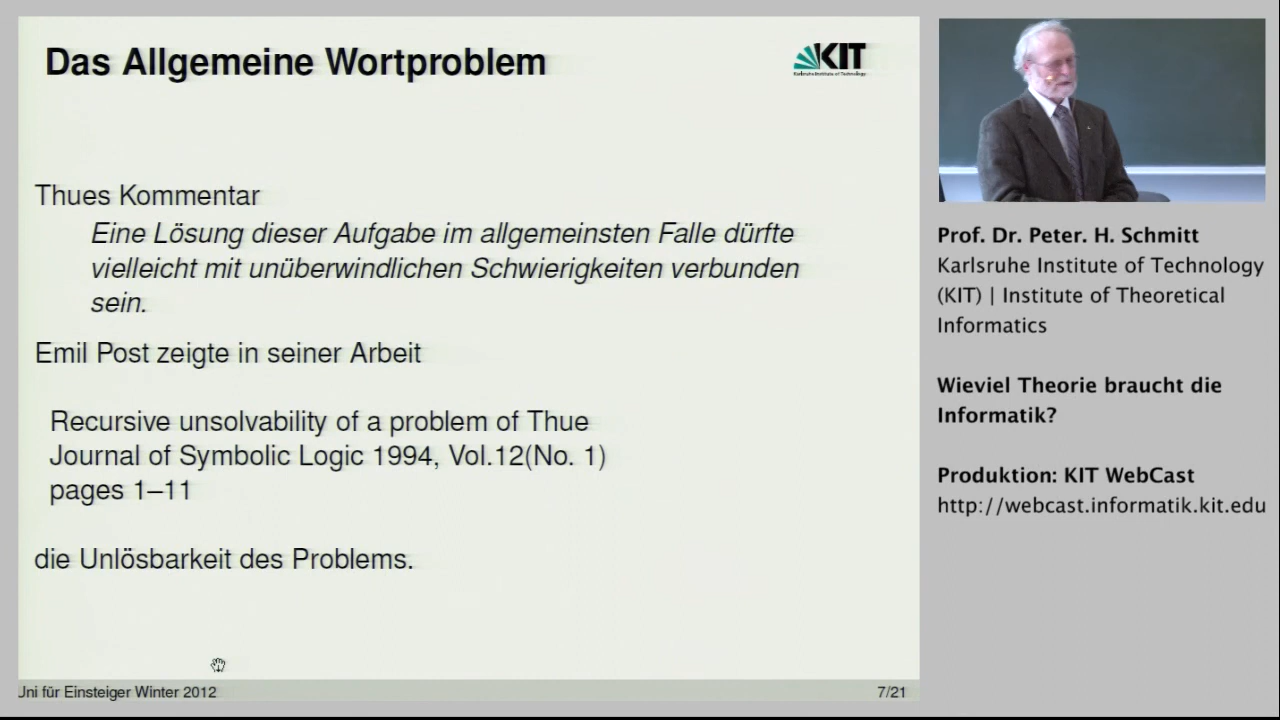 Das Allgemeine Wortproblem
KIT
Karlsruhe Institute of Technology
Thues Kommentar
Eine Lösung dieser Aufgabe im allgemeinsten Falle dürfte
vielleicht mit unüberwindlichen Schwierigkeiten verbunden
sein.
Emil Post zeigte in seiner Arbeit
Recursive unsolvability of a problem of Thue
Journal of Symbolic Logic 1994, Vol.12(No. 1)
pages 1–11
die Unlösbarkeit des Problems.
Uni für Einsteiger Winter 2012
7/21
Prof. Dr. Peter. H. Schmitt
Karlsruhe Institute of Technology
(KIT) | Institute of Theoretical
Informatics
Wieviel Theorie braucht die
Informatik?
Produktion: KIT WebCast
http://webcast.informatik.kit.edu